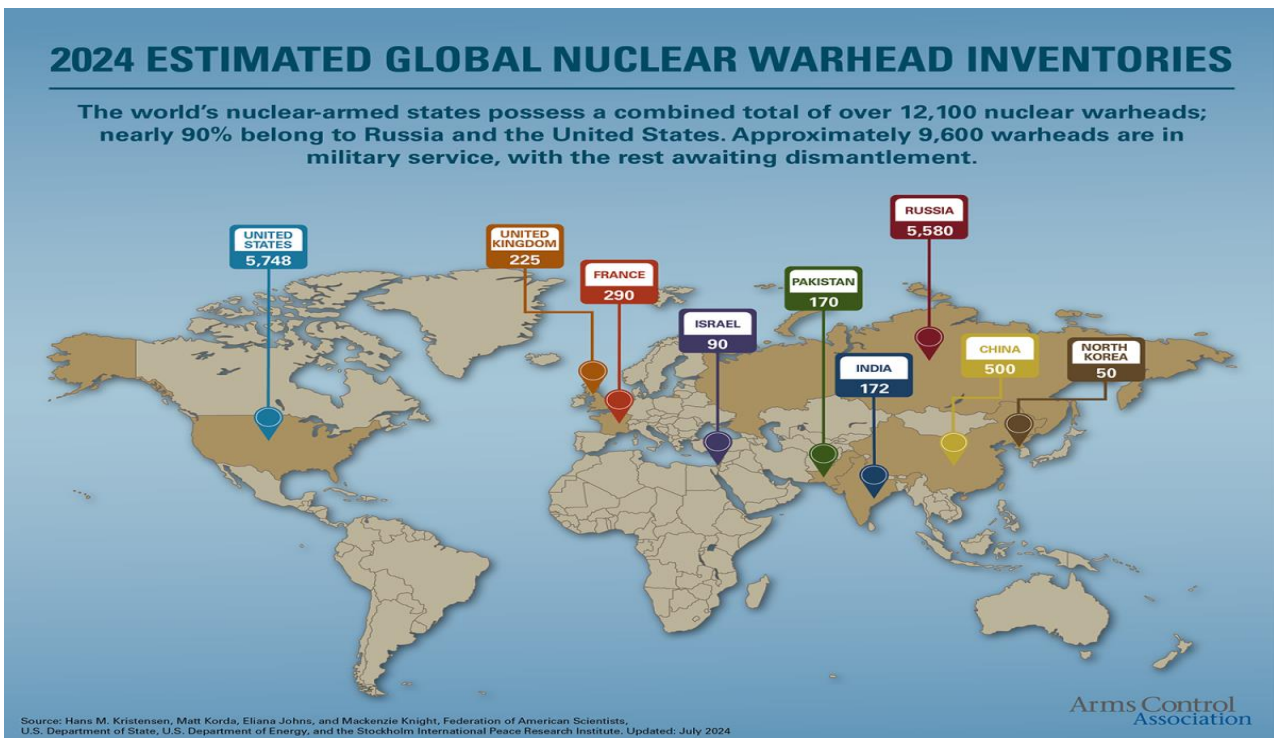 2024 ESTIMATED GLOBAL NUCLEAR WARHEAD INVENTORIES
The world's nuclear-armed states possess a combined total of over 12,100 nuclear warheads;
nearly 90% belong to Russia and the United States. Approximately 9,600 warheads are in
military service, with the rest awaiting dismantlement.
RUSSIA
5,580
UNITED
STATES
5,748
UNITED
KINGDOM
225
FRANCE
290
PAKISTAN
170
ISRAEL
90
INDIA
172
CHINA
500
NORTH
KOREA
50
Arms Control
Association
Source: Hans M. Kristensen, Matt Korda, Eliana Johns, and Mackenzie Knight, Federation of American Scientists,
U.S. Department of State, U.S. Department of Energy, and the Stockholm International Peace Research Institute. Updated: July 2024